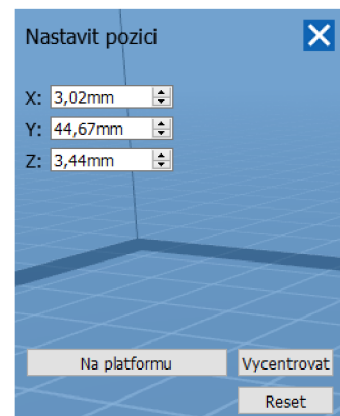 Nastavit pozici
X: 3,02mm
Y: 44,67mm
Z: 3,44mm
Na platformu
Vycentrovat
Reset